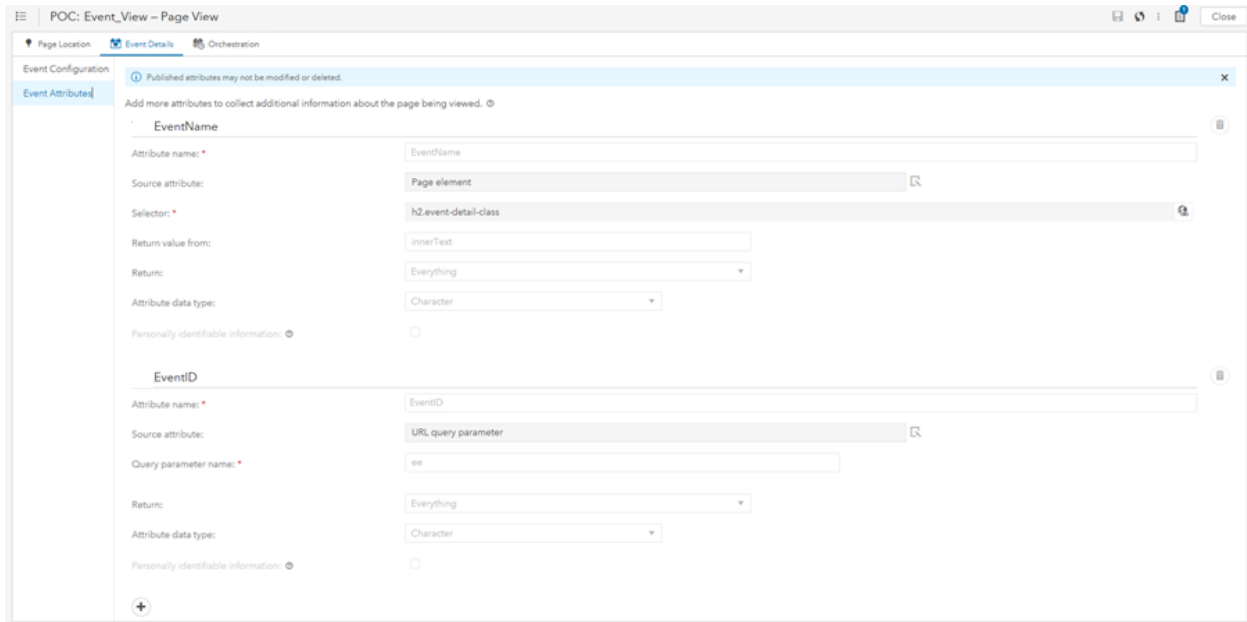 POC: Event_View – Page View
1
Close
Page Location Event Details Orchestration
Event Configuration
Event Attributes
Published attributes may not be modified or deleted.
Add more attributes to collect additional information about the page being viewed.
EventName
Attribute name: * EventName
Source attribute: Page element
Selector: * h2.event-detail-class
Return value from: innerText
Return: Everything
Attribute data type: Character
Personally identifiable information:
EventID
Attribute name: * EventID
Source attribute: URL query parameter
Query parameter name: * ee
Return: Everything
Attribute data type: Character
Personally identifiable information: